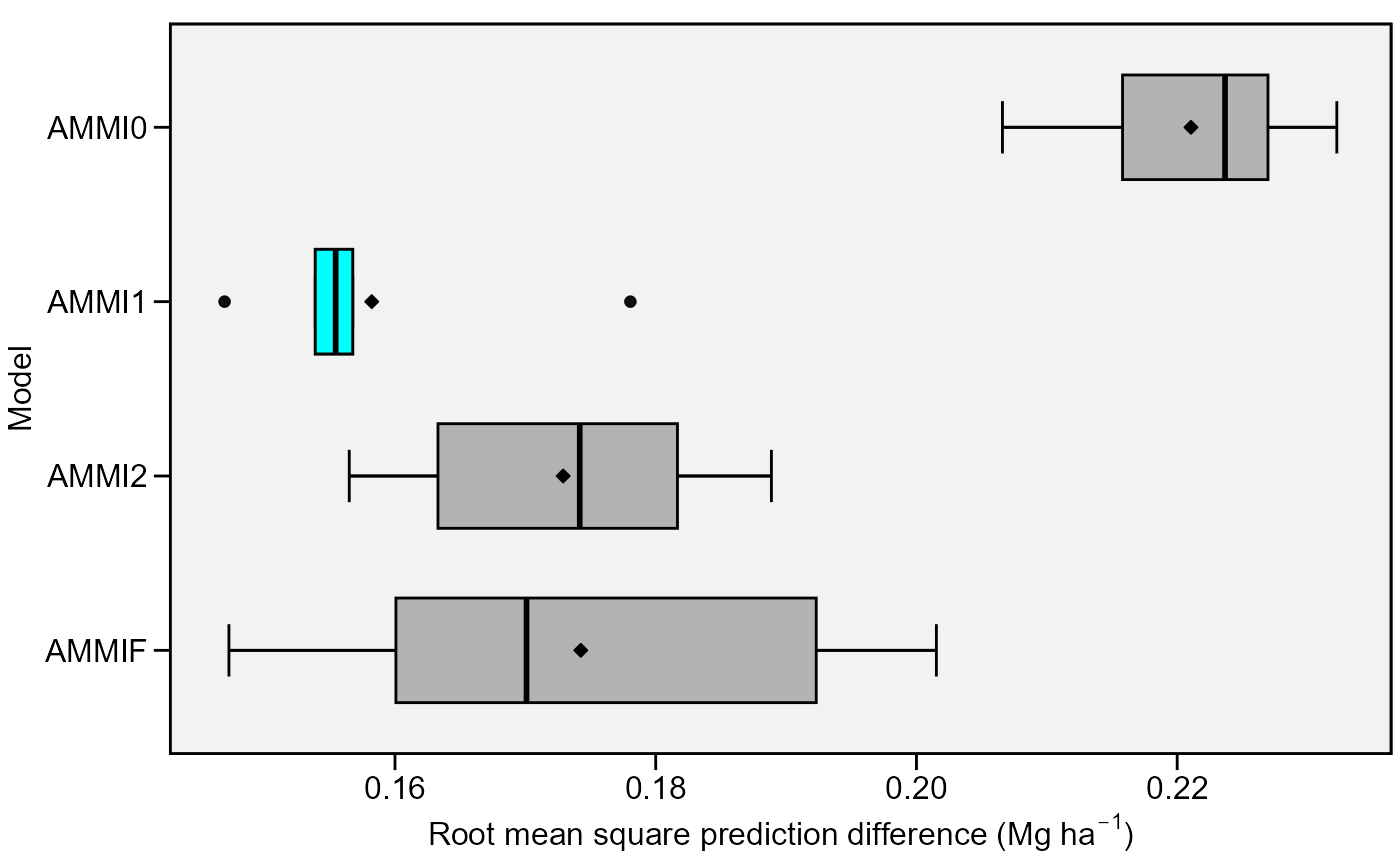 AMMI0
AMMI1
AMMI2
AMMIF
Model
0.16 0.18 0.20 0.22
Root mean square prediction difference (Mg ha⁻¹)